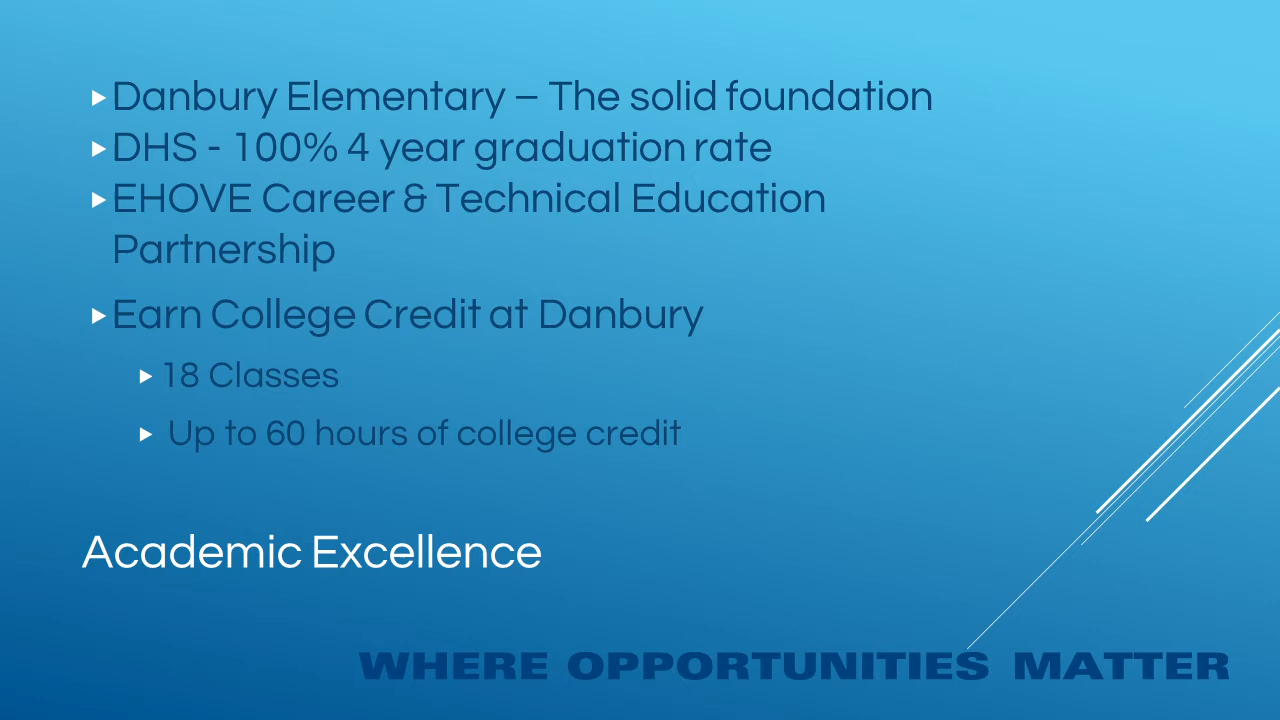 Danbury Elementary – The solid foundation
DHS - 100% 4 year graduation rate
EHOVE Career & Technical Education
Partnership
Earn College Credit at Danbury
18 Classes
Up to 60 hours of college credit
Academic Excellence
WHERE OPPORTUNITIES MATTER